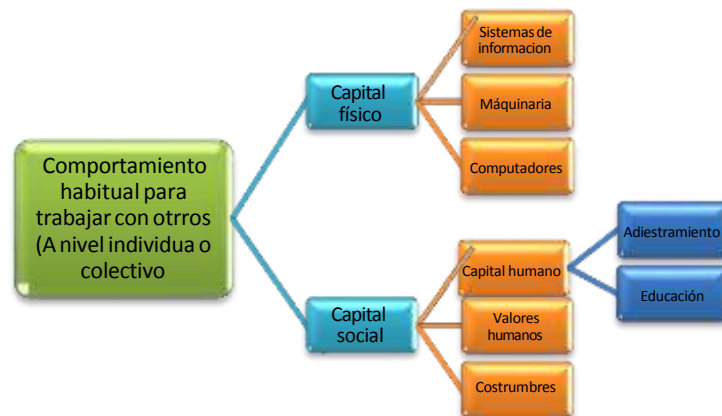 Comportamiento
habitual para
trabajar con otrros
(A nivel individua o
colectivo
Capital
físico
Sistemas de
informacion
Máquinaria
Computadores
Capital
social
Capital humano
Adiestramiento
Educación
Valores
humanos
Costrumbres